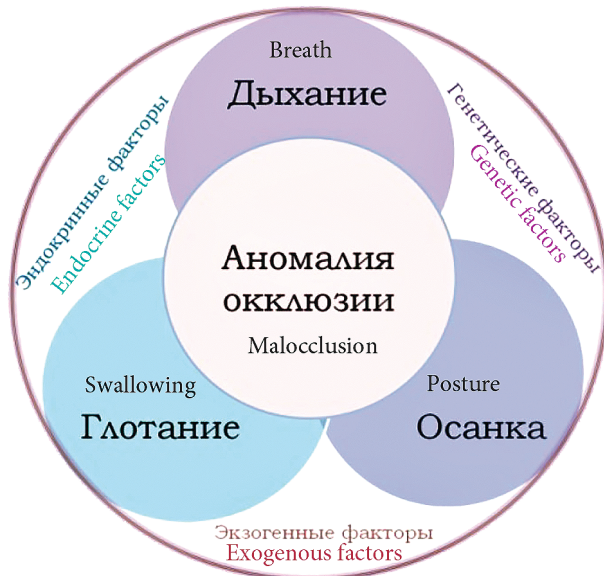 Breath
Дыхание
Эндокринные факторы
Endocrine factors
Генетические факторы
Genetic factors
Аномалия
окклюзии
Malocclusion
Swallowing
Глотание
Posture
Осанка
Экзогенные факторы
Exogenous factors